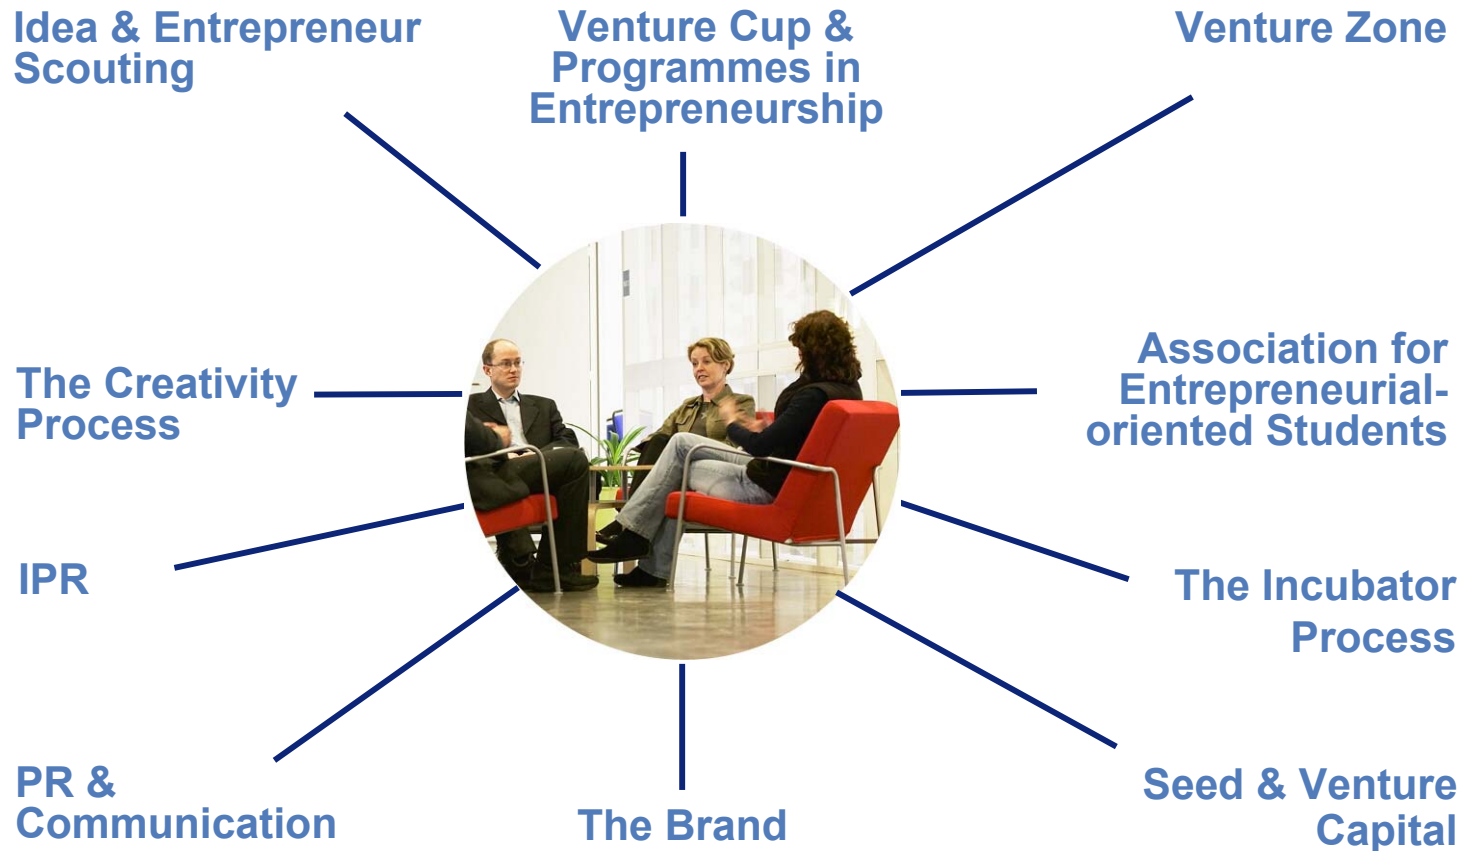 Idea & Entrepreneur
Scouting
Venture Cup &
Programmes in
Entrepreneurship
Venture Zone
The Creativity
Process
Association for
Entrepreneurial-
oriented Students
IPR
The Incubator
Process
PR &
Communication
The Brand
Seed & Venture
Capital